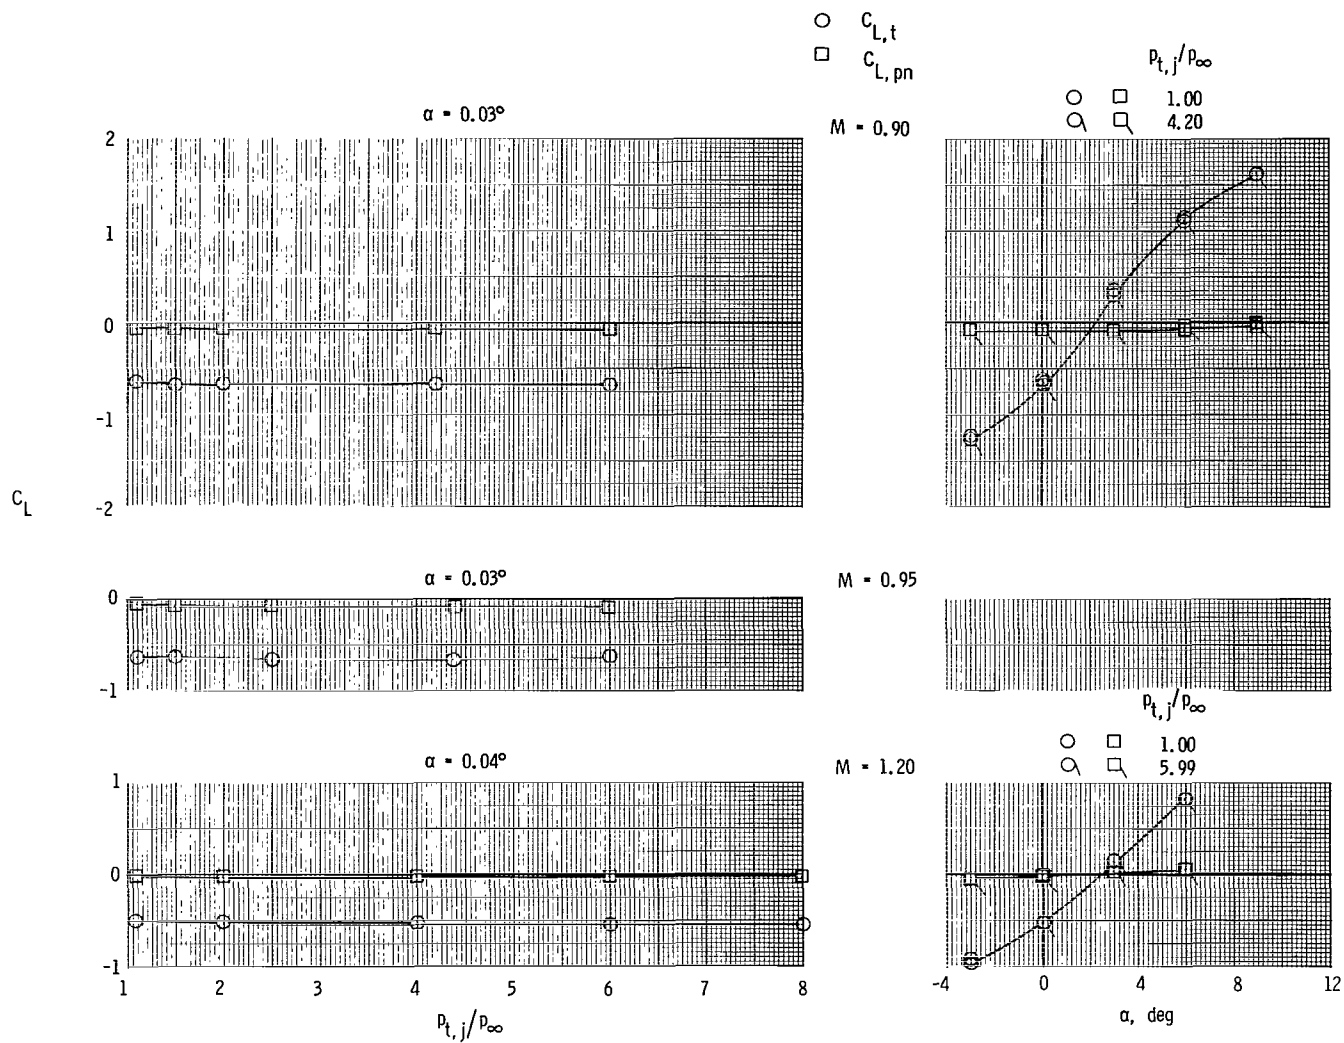 C_L,t
C_L,pn
p_t,j/p_∞
1.00
4.20
α = 0.03°
M = 0.90
2
1
0
-1
-2
C_L
α = 0.03°
M = 0.95
0
-1
p_t,j/p_∞
1.00
5.99
α = 0.04°
M = 1.20
1
0
-1
1 2 3 4 5 6 7 8
p_t,j/p_∞
-4 0 4 8 12
α, deg